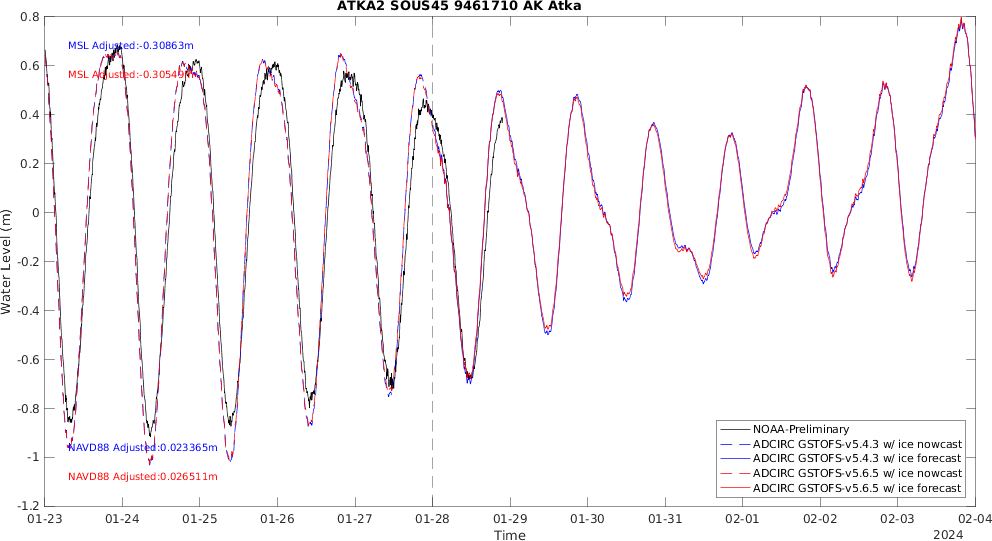 ATKA2 SOUS45 9461710 AK Atka
MSL Adjusted:-0.30863m
MSL Adjusted:-0.30549m
NAVD88 Adjusted:0.023365m
NAVD88 Adjusted:0.026511m
Water Level (m)
0.8
0.6
0.4
0.2
0
-0.2
-0.4
-0.6
-0.8
-1
-1.2
NOAA-Preliminary
ADCIRC GSTOFS-v5.4.3 w/ ice nowcast
ADCIRC GSTOFS-v5.4.3 w/ ice forecast
ADCIRC GSTOFS-v5.6.5 w/ ice nowcast
ADCIRC GSTOFS-v5.6.5 w/ ice forecast
01-23 01-24 01-25 01-26 01-27 01-28 01-29 01-30 01-31 02-01 02-02 02-03 02-04
Time
2024